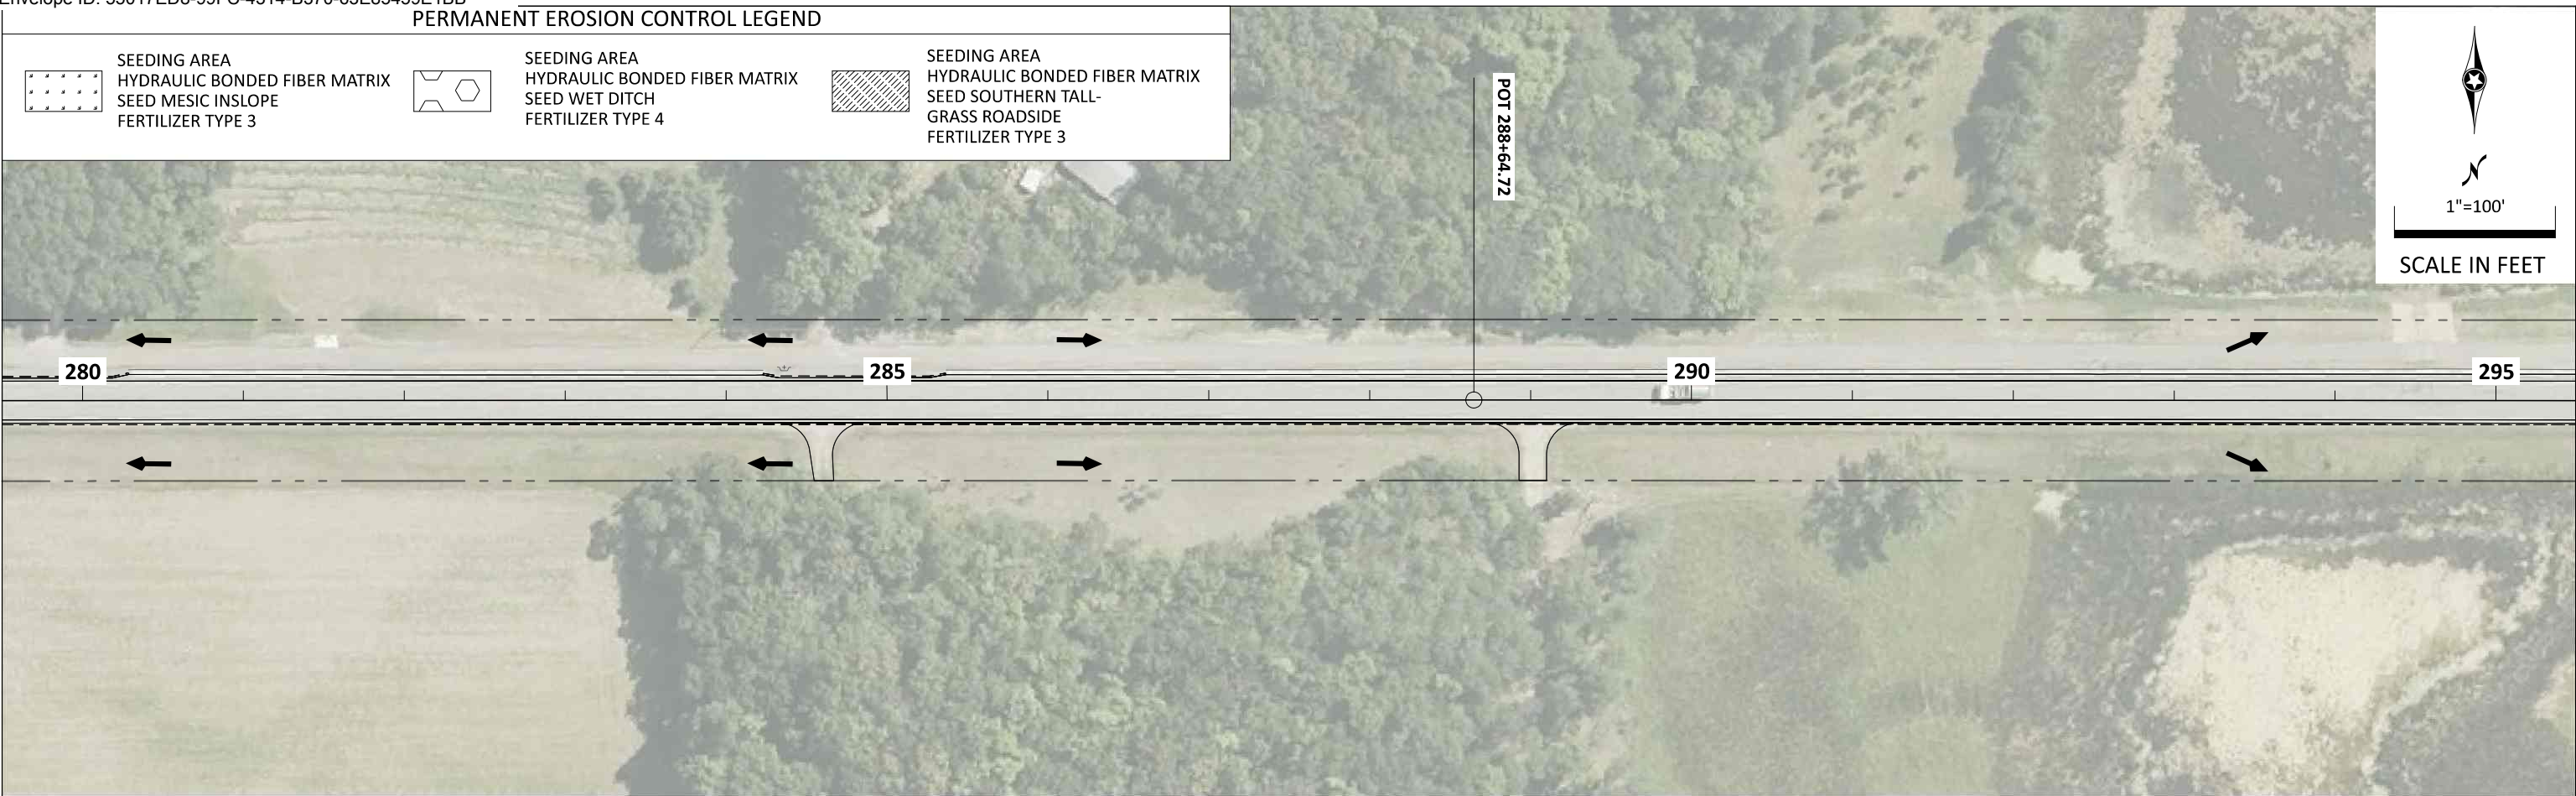 PERMANENT EROSION CONTROL LEGEND
SEEDING AREA
HYDRAULIC BONDED FIBER MATRIX
SEED MESIC INSLOPE
FERTILIZER TYPE 3
SEEDING AREA
HYDRAULIC BONDED FIBER MATRIX
SEED WET DITCH
FERTILIZER TYPE 4
SEEDING AREA
HYDRAULIC BONDED FIBER MATRIX
SEED SOUTHERN TALL-
GRASS ROADSIDE
FERTILIZER TYPE 3
POT 288+64.72
N
1"=100'
SCALE IN FEET
280
285
290
295